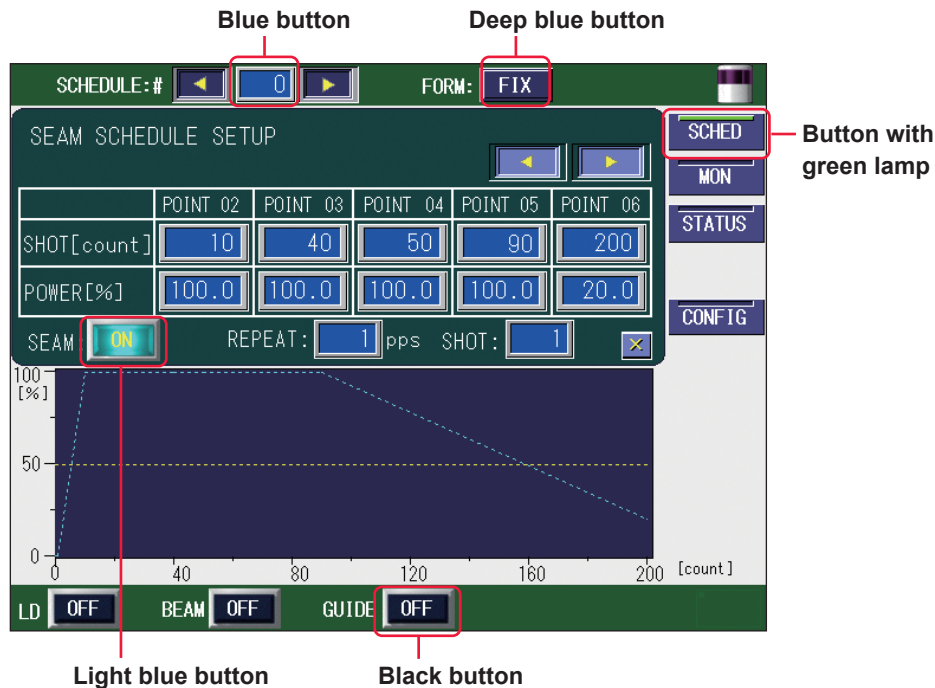 Blue button
Deep blue button
SCHEDULE:# ◄ 0 ► FORM: FIX
SEAM SCHEDULE SETUP
◄ ►
POINT 02 POINT 03 POINT 04 POINT 05 POINT 06
SHOT[count] 10 40 50 90 200
POWER[%] 100.0 100.0 100.0 100.0 20.0
SEAM: ON REPEAT: 1 pps SHOT: 1 ×
SCHED
MON
STATUS
CONFIG
Button with
green lamp
100
[%]
50
0
0 40 80 120 160 200 [count]
LD OFF BEAM OFF GUIDE OFF
Light blue button
Black button